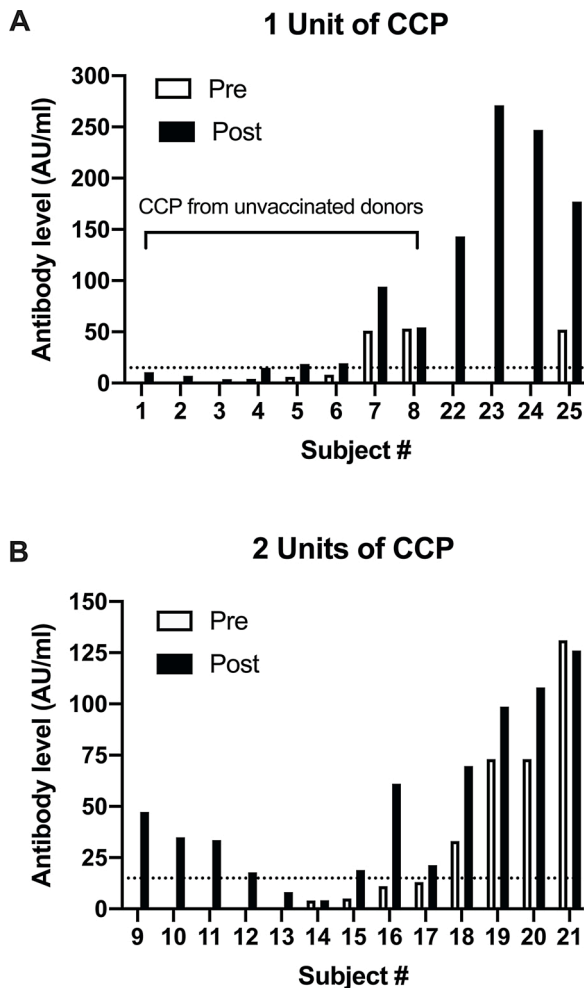 A
1 Unit of CCP
Antibody level (AU/ml)
300
250
200
150
100
50
0
Pre
Post
CCP from unvaccinated donors
1 2 3 4 5 6 7 8 22 23 24 25
Subject #
B
2 Units of CCP
Antibody level (AU/ml)
150
125
100
75
50
25
0
Pre
Post
9 10 11 12 13 14 15 16 17 18 19 20 21
Subject #